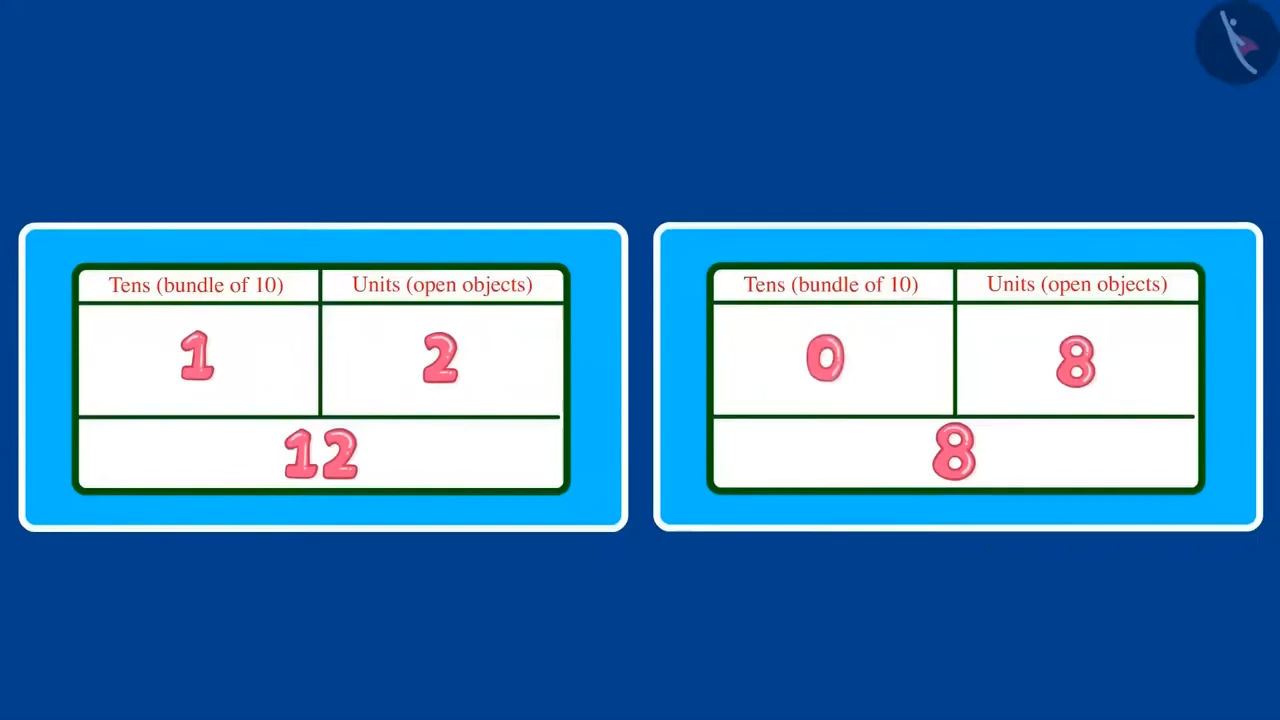 Tens (bundle of 10) Units (open objects)
1 2
12
Tens (bundle of 10) Units (open objects)
0 8
8